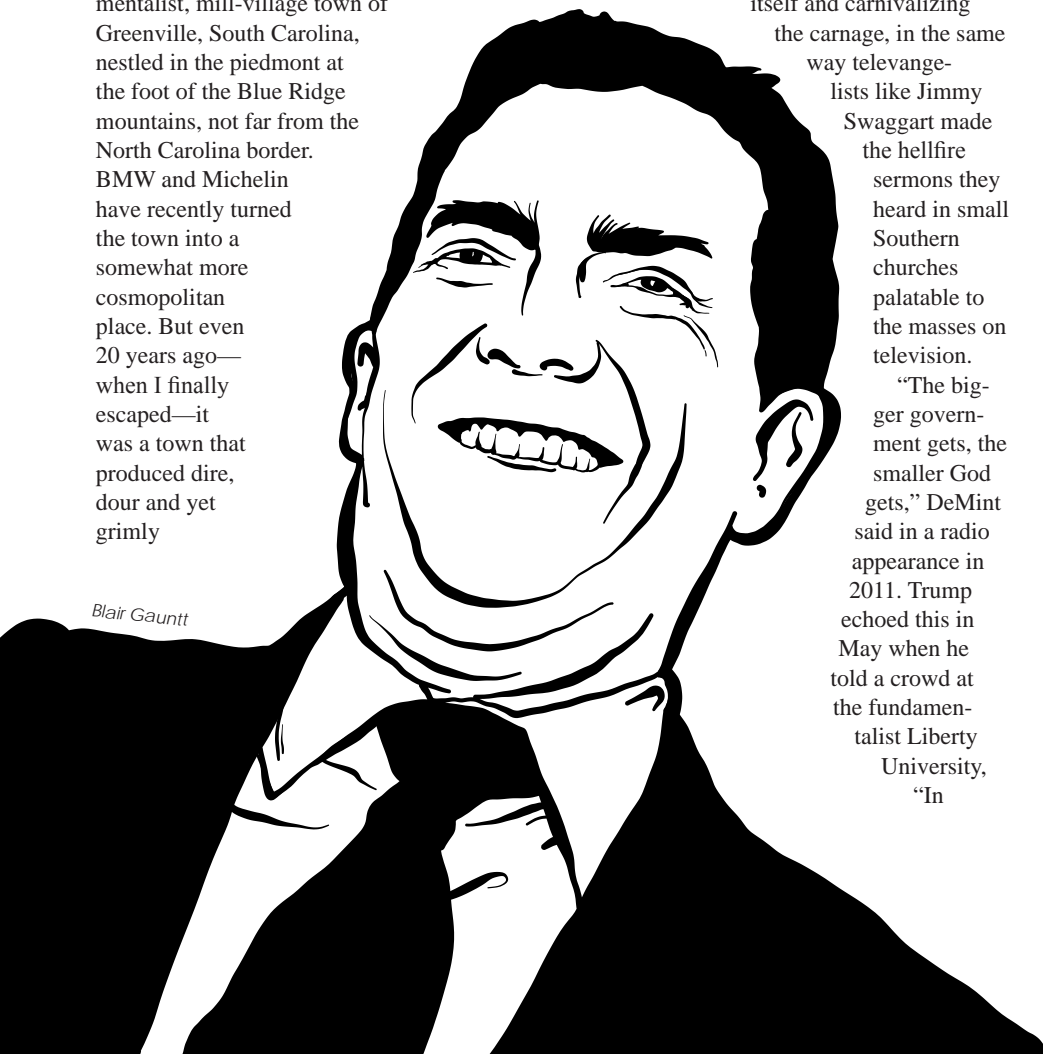 mentalist, mill-village town of
Greenville, South Carolina,
nestled in the piedmont at
the foot of the Blue Ridge
mountains, not far from the
North Carolina border.
BMW and Michelin
have recently turned
the town into a
somewhat more
cosmopolitan
place. But even
20 years ago—
when I finally
escaped—it
was a town that
produced dire,
dour and yet
grimly
Blair Gauntt
itself and carnivalizing
the carnage, in the same
way televange-
lists like Jimmy
Swaggart made
the hellfire
sermons they
heard in small
Southern
churches
palatable to
the masses on
television.
“The big-
ger govern-
ment gets, the
smaller God
gets,” DeMint
said in a radio
appearance in
2011. Trump
echoed this in
May when he
told a crowd at
the fundamen-
talist Liberty
University,
“In